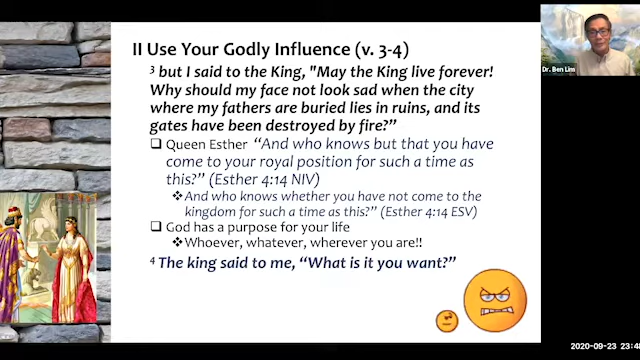 II Use Your Godly Influence (v. 3-4)
3 but I said to the King, "May the King live forever!
Why should my face not look sad when the city
where my fathers are buried lies in ruins, and its
gates have been destroyed by fire?”
Queen Esther “And who knows but that you have
come to your royal position for such a time as
this?” (Esther 4:14 NIV)
And who knows whether you have not come to the
kingdom for such a time as this?” (Esther 4:14 ESV)
God has a purpose for your life
Whoever, whatever, wherever you are!!
4 The king said to me, “What is it you want?”
Dr. Ben Lim